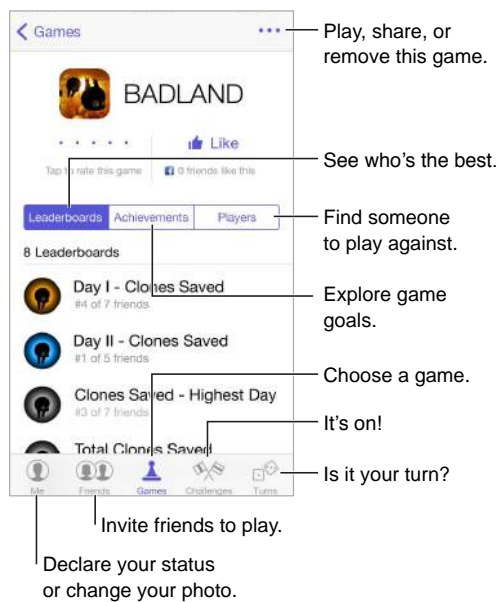 Games
Play, share, or
remove this game.
BADLAND
Like
Tap to rate this game
0 friends like this
See who's the best.
Leaderboards Achievements Players
Find someone
to play against.
8 Leaderboards
Day I - Clones Saved
#4 of 7 friends
Explore game
goals.
Day II - Clones Saved
#1 of 5 friends
Choose a game.
Clones Saved - Highest Day
#3 of 7 friends
It's on!
Total Clones Saved
Is it your turn?
Me Friends Games Challenges Turns
Invite friends to play.
Declare your status
or change your photo.